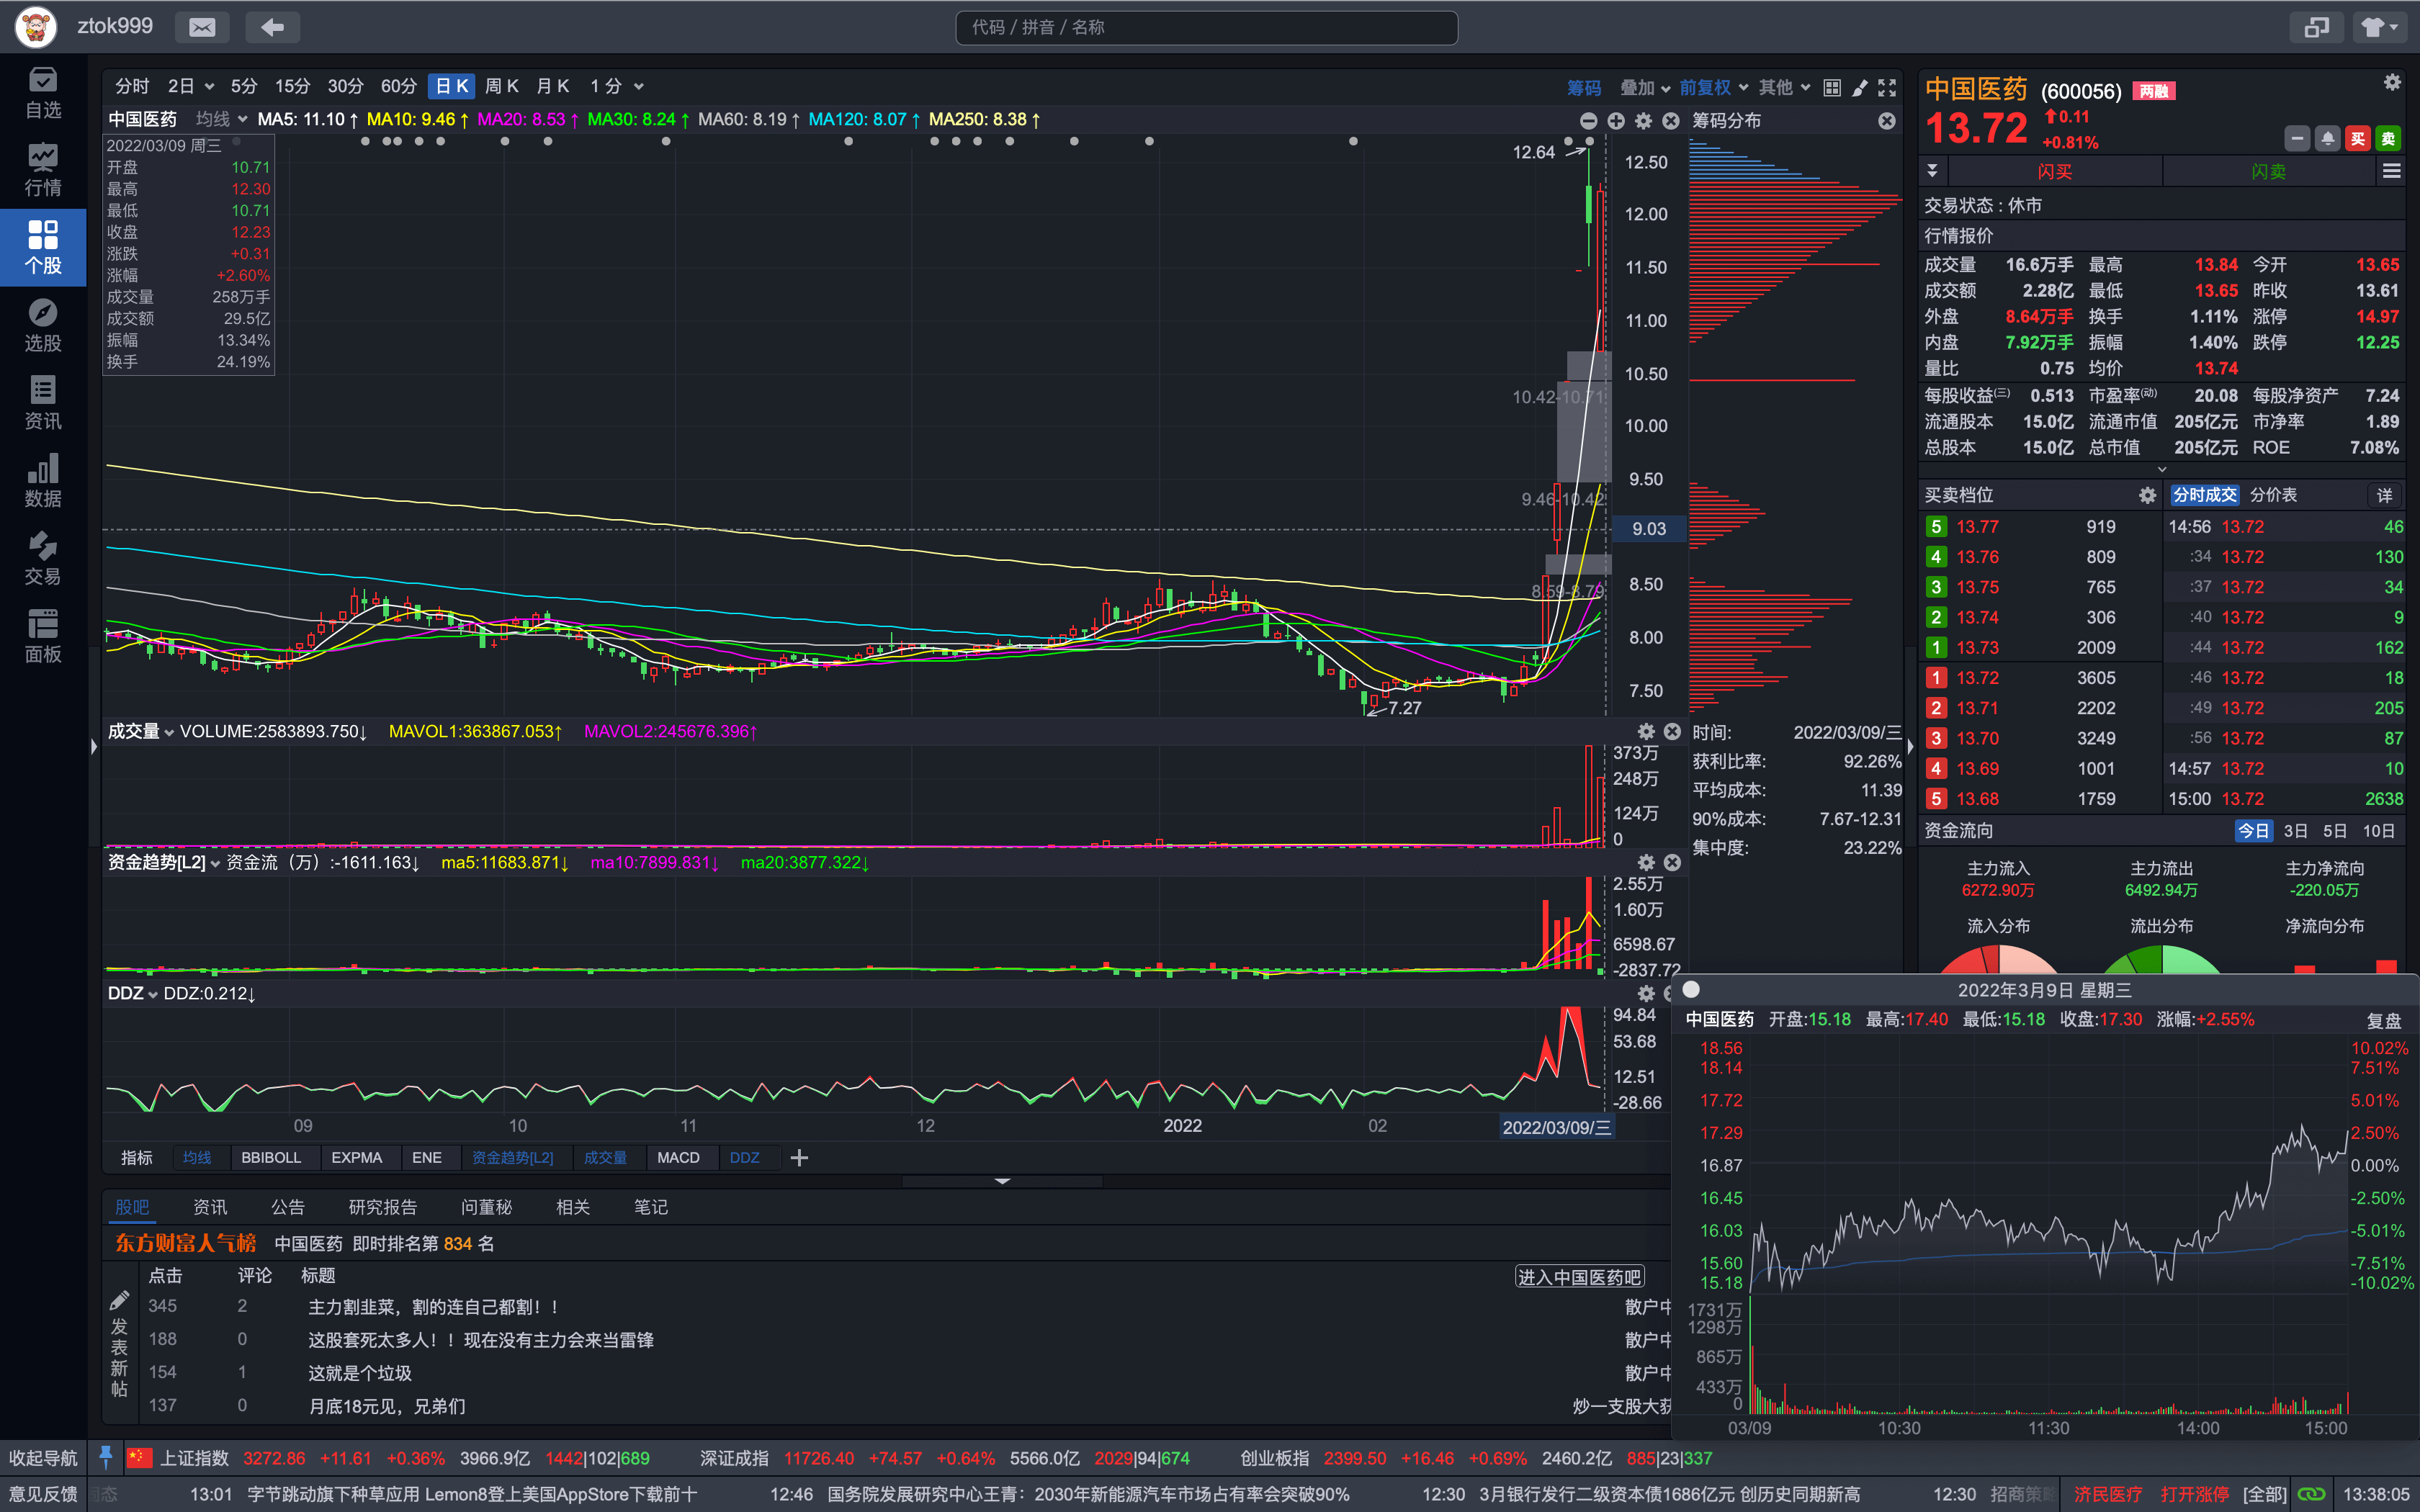 ztok999
代码 / 拼音 / 名称
自选
行情
个股
选股
资讯
数据
交易
面板
分时 2日 5分 15分 30分 60分 日K 周K 月K 1 分 筹码 叠加 前复权 其他
中国医药 均线 MA5: 11.10↑ MA10: 9.46↑ MA20: 8.53↑ MA30: 8.24↑ MA60: 8.19↑ MA120: 8.07↑ MA250: 8.38↑
2022/03/09 周三
开盘 10.71
最高 12.30
最低 10.71
收盘 12.23
涨跌 +0.31
涨幅 +2.60%
成交量 258万手
成交额 29.5亿
振幅 13.34%
换手 24.19%
12.64
10.42-10.71
9.46-10.42
8.59-8.79
7.27
12.50
12.00
11.50
11.00
10.50
10.00
9.50
9.03
8.50
8.00
7.50
筹码分布
时间: 2022/03/09/三
获利比率: 92.26%
平均成本: 11.39
90%成本: 7.67-12.31
集中度: 23.22%
成交量 VOLUME:2583893.750↓ MAVOL1:363867.053↑ MAVOL2:245676.396↑
373万
248万
124万
0
资金趋势[L2] 资金流（万）:-1611.163↓ ma5:11683.871↓ ma10:7899.831↓ ma20:3877.322↓
2.55万
1.60万
6598.67
-2837.72
DDZ DDZ:0.212↓
94.84
53.68
12.51
-28.66
09 10 11 12 2022 02 2022/03/09/三
指标 均线 BBIBOLL EXPMA ENE 资金趋势[L2] 成交量 MACD DDZ
股吧 资讯 公告 研究报告 问董秘 相关 笔记
东方财富人气榜 中国医药 即时排名第 834 名
点击 评论 标题 进入中国医药吧
345 2 主力割韭菜，割的连自己都割！！ 散户中
188 0 这股套死太多人！！现在没有主力会来当雷锋 散户中
154 1 这就是个垃圾 散户中
137 0 月底18元见，兄弟们 炒一支股大获
发表新帖
中国医药 (600056) 两融
13.72 0.11
+0.81%
买 卖
闪买 闪卖
交易状态 : 休市
行情报价
成交量 16.6万手 最高 13.84 今开 13.65
成交额 2.28亿 最低 13.65 昨收 13.61
外盘 8.64万手 换手 1.11% 涨停 14.97
内盘 7.92万手 振幅 1.40% 跌停 12.25
量比 0.75 均价 13.74
每股收益(三) 0.513 市盈率(动) 20.08 每股净资产 7.24
流通股本 15.0亿 流通市值 205亿元 市净率 1.89
总股本 15.0亿 总市值 205亿元 ROE 7.08%
买卖档位 分时成交 分价表 详
5 13.77 919 14:56 13.72 46
4 13.76 809 :34 13.72 130
3 13.75 765 :37 13.72 34
2 13.74 306 :40 13.72 9
1 13.73 2009 :44 13.72 162
1 13.72 3605 :46 13.72 18
2 13.71 2202 :49 13.72 205
3 13.70 3249 :56 13.72 87
4 13.69 1001 14:57 13.72 10
5 13.68 1759 15:00 13.72 2638
资金流向 今日 3日 5日 10日
主力流入 主力流出 主力净流向
6272.90万 6492.94万 -220.05万
流入分布 流出分布 净流向分布
2022年3月9日 星期三
中国医药 开盘:15.18 最高:17.40 最低:15.18 收盘:17.30 涨幅:+2.55% 复盘
18.56 10.02%
18.14 7.51%
17.72 5.01%
17.29 2.50%
16.87 0.00%
16.45 -2.50%
16.03 -5.01%
15.60 -7.51%
15.18 -10.02%
1731万
1298万
865万
433万
0
03/09 10:30 11:30 14:00 15:00
收起导航 上证指数 3272.86 +11.61 +0.36% 3966.9亿 1442|102|689 深证成指 11726.40 +74.57 +0.64% 5566.0亿 2029|94|674 创业板指 2399.50 +16.46 +0.69% 2460.2亿 885|23|337
意见反馈 13:01 字节跳动旗下种草应用 Lemon8登上美国AppStore下载前十 12:46 国务院发展研究中心王青：2030年新能源汽车市场占有率会突破90% 12:30 3月银行发行二级资本债1686亿元 创历史同期新高 12:30 招商策略 济民医疗 打开涨停 [全部] 13:38:05